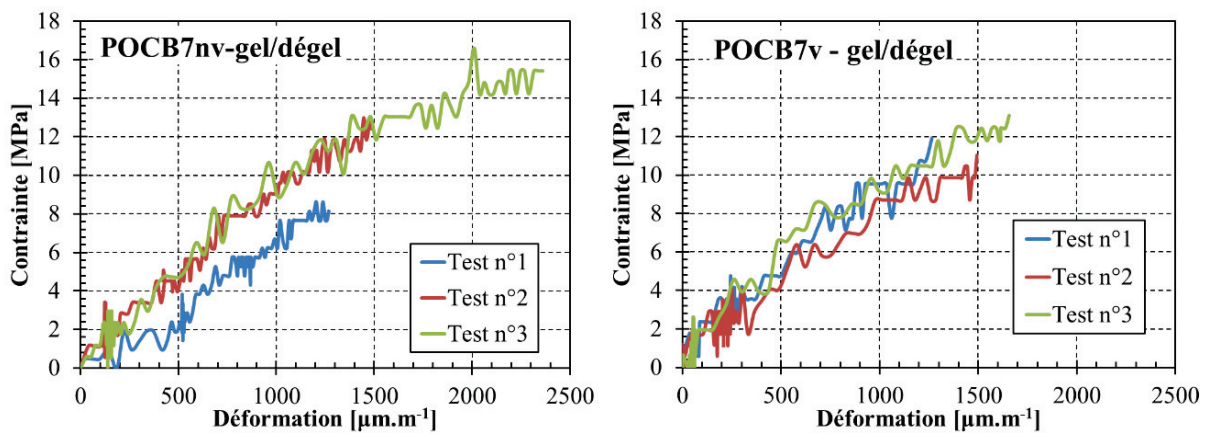 POCB7nv-gel/dégel
Contrainte [MPa]
18
16
14
12
10
8
6
4
2
0
Test n°1
Test n°2
Test n°3
0 500 1000 1500 2000 2500
Déformation [µm.m⁻¹]
POCB7v - gel/dégel
Contrainte [MPa]
18
16
14
12
10
8
6
4
2
0
Test n°1
Test n°2
Test n°3
0 500 1000 1500 2000 2500
Déformation [µm.m⁻¹]